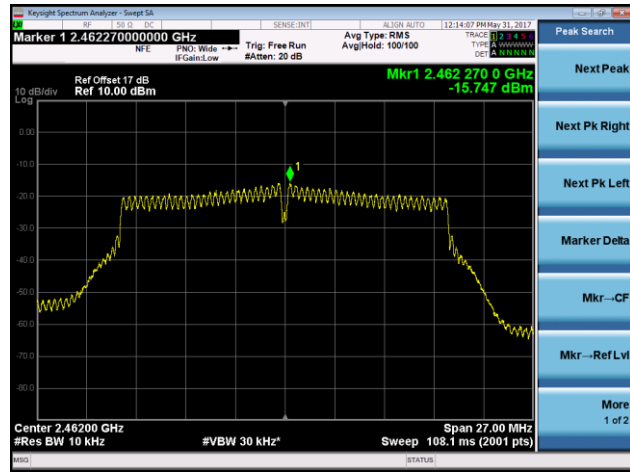 Keysight Spectrum Analyzer - Swept SA
LXI RF 50 Ω DC SENSE:INT ALIGN AUTO 12:14:07 PM May 31, 2017
Marker 1 2.462270000000 GHz
NFE PNO: Wide Trig: Free Run
IFGain:Low #Atten: 20 dB
Avg Type: RMS
Avg|Hold: 100/100
TRACE 1 2 3 4 5 6
TYPE A WWWWW
DET A NNNNN
Ref Offset 17 dB
10 dB/div Ref 10.00 dBm
Log
Mkr1 2.462 270 0 GHz
-15.747 dBm
0.00
-10.0
1
-20.0
-30.0
-40.0
-50.0
-60.0
-70.0
-80.0
Center 2.46200 GHz Span 27.00 MHz
#Res BW 10 kHz #VBW 30 kHz* Sweep 108.1 ms (2001 pts)
MSG STATUS
Peak Search
Next Peak
Next Pk Right
Next Pk Left
Marker Delta
Mkr→CF
Mkr→Ref Lvl
More
1 of 2